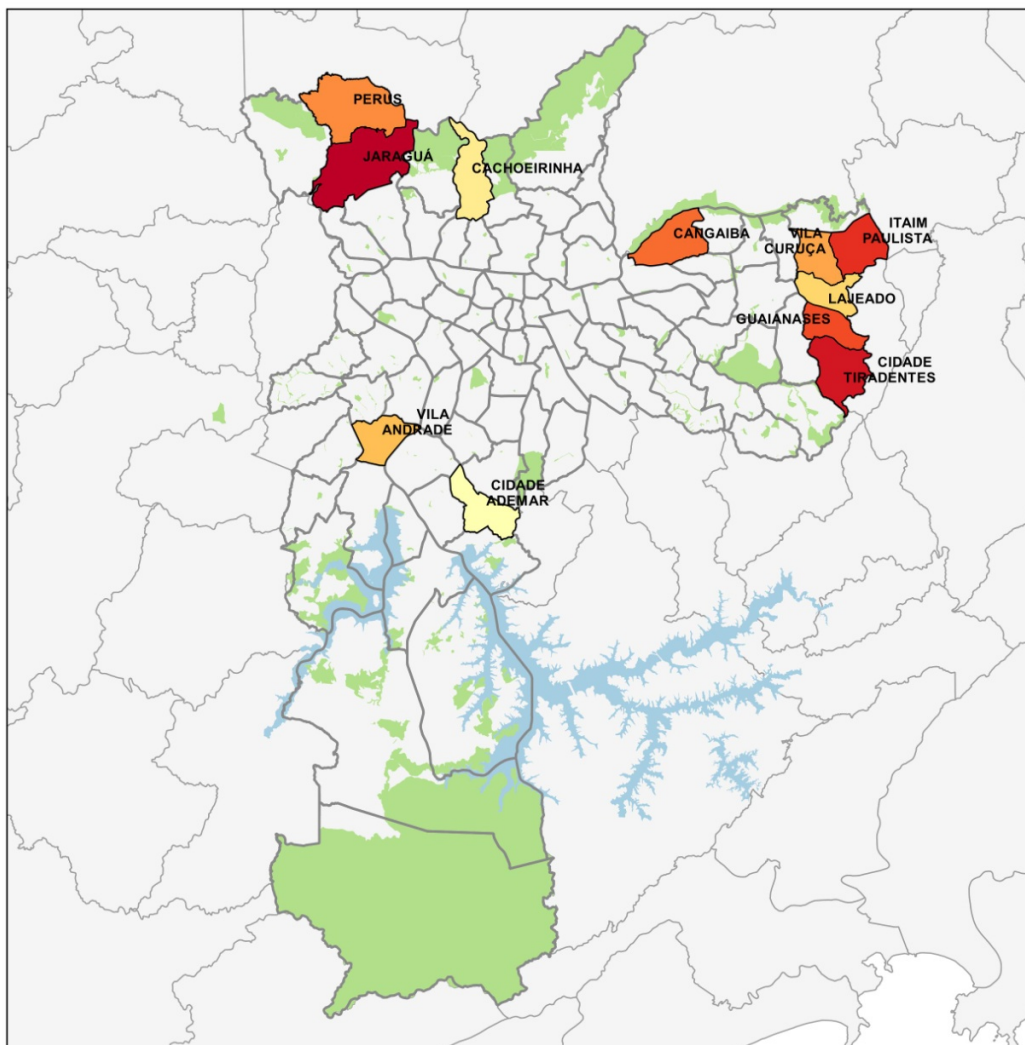 PERUS
JARAGUÁ
CACHOEIRINHA
CANGAIBA
VILA
CURUÇA
ITAIM
PAULISTA
LAJEADO
GUAIANASES
CIDADE
TIRADENTES
VILA
ANDRADE
CIDADE
ADEMAR